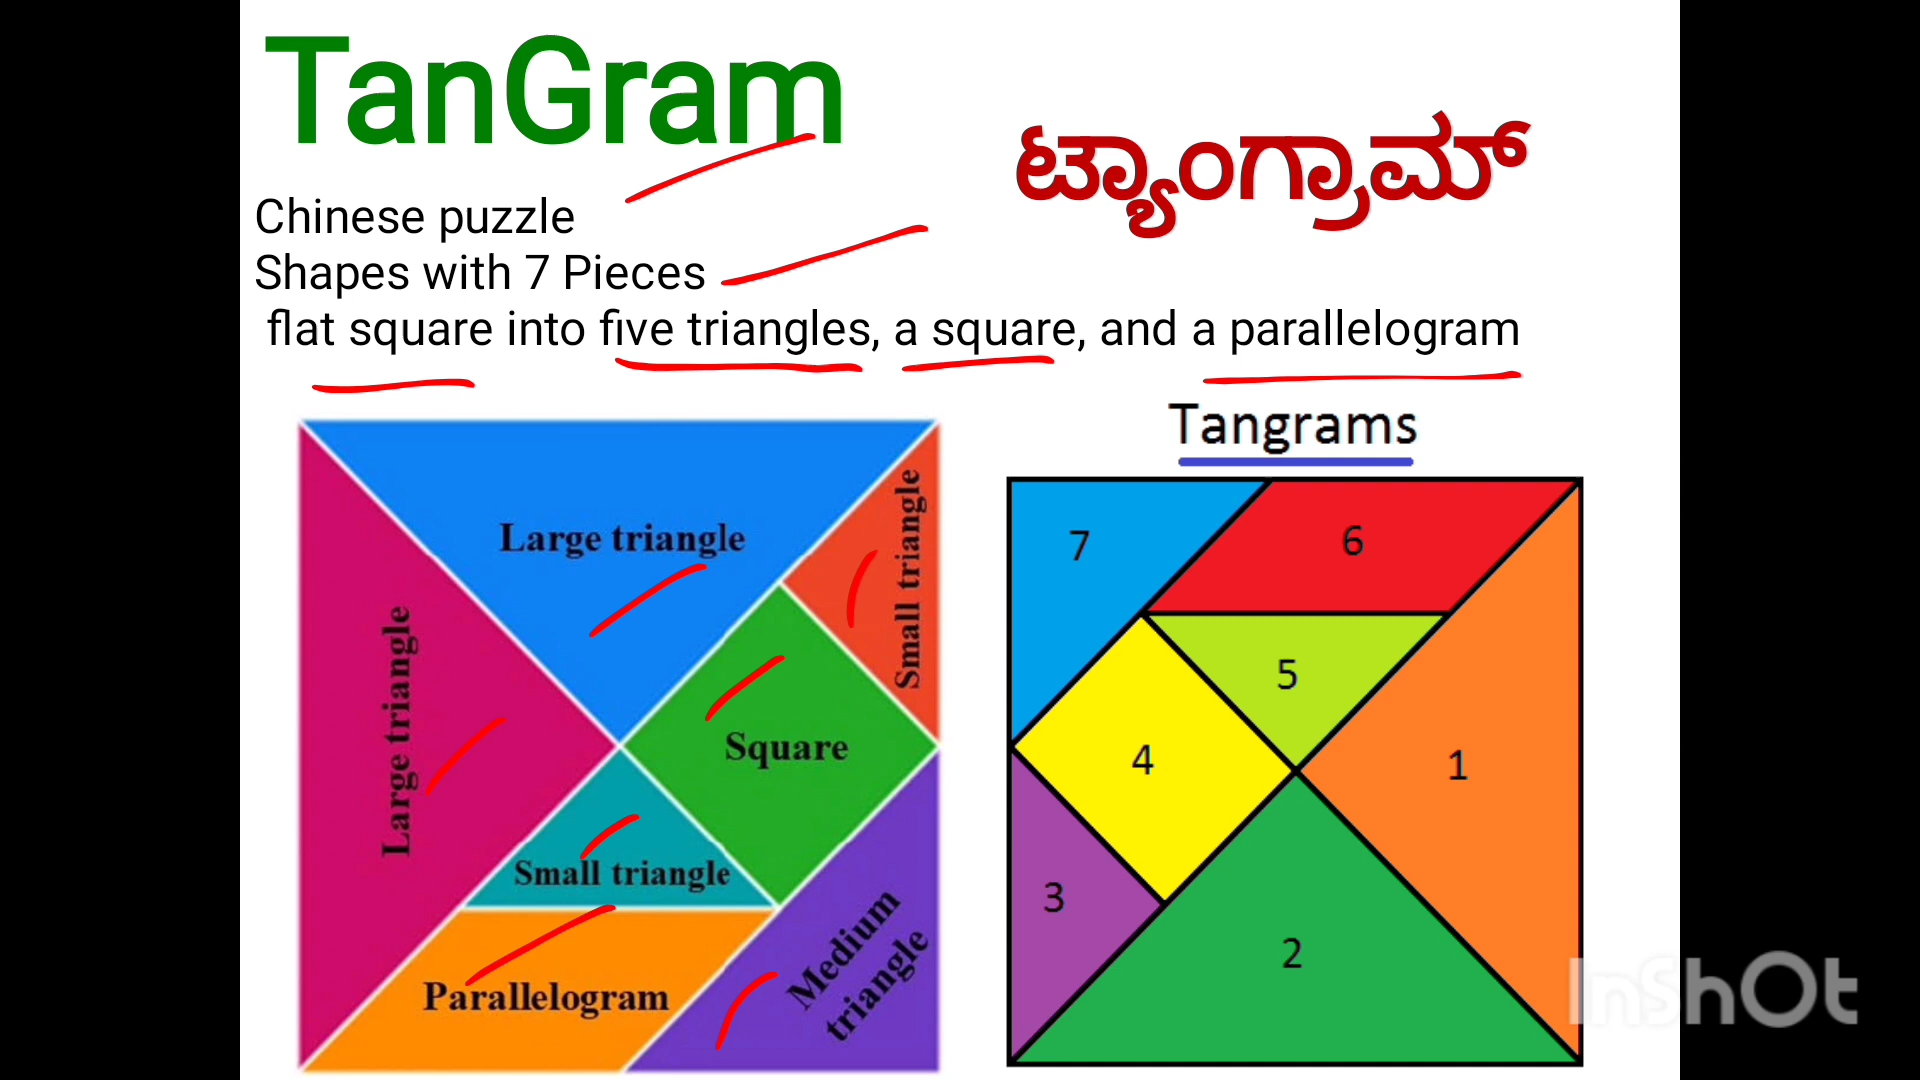 TanGram
ಟ್ಯಾಂಗ್ರಾಮ್
Chinese puzzle
Shapes with 7 Pieces
flat square into five triangles, a square, and a parallelogram
Large triangle
Small triangle
Large triangle
Square
Small triangle
Parallelogram
Medium
triangle
Tangrams
7
6
5
4
1
3
2
InShOt